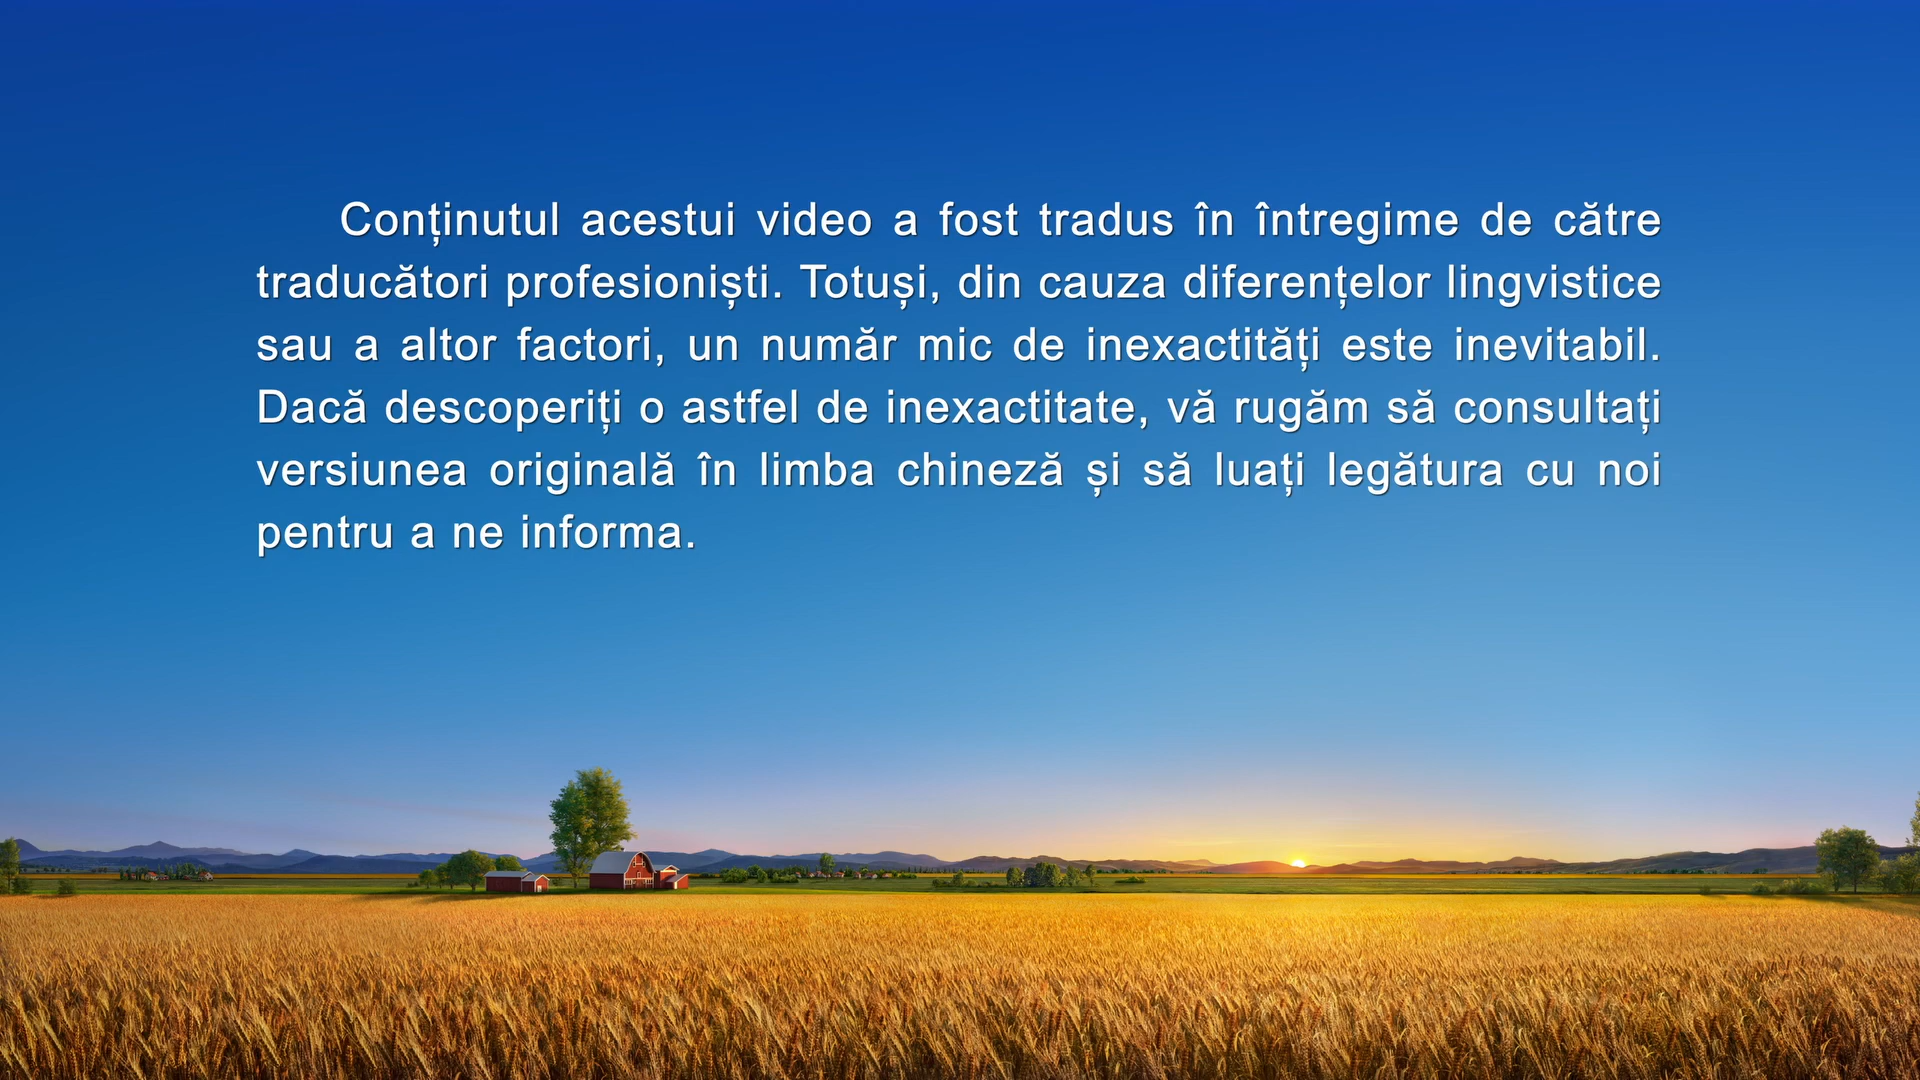 Conținutul acestui video a fost tradus în întregime de către
traducători profesioniști. Totuși, din cauza diferențelor lingvistice
sau a altor factori, un număr mic de inexactități este inevitabil.
Dacă descoperiți o astfel de inexactitate, vă rugăm să consultați
versiunea originală în limba chineză și să luați legătura cu noi
pentru a ne informa.